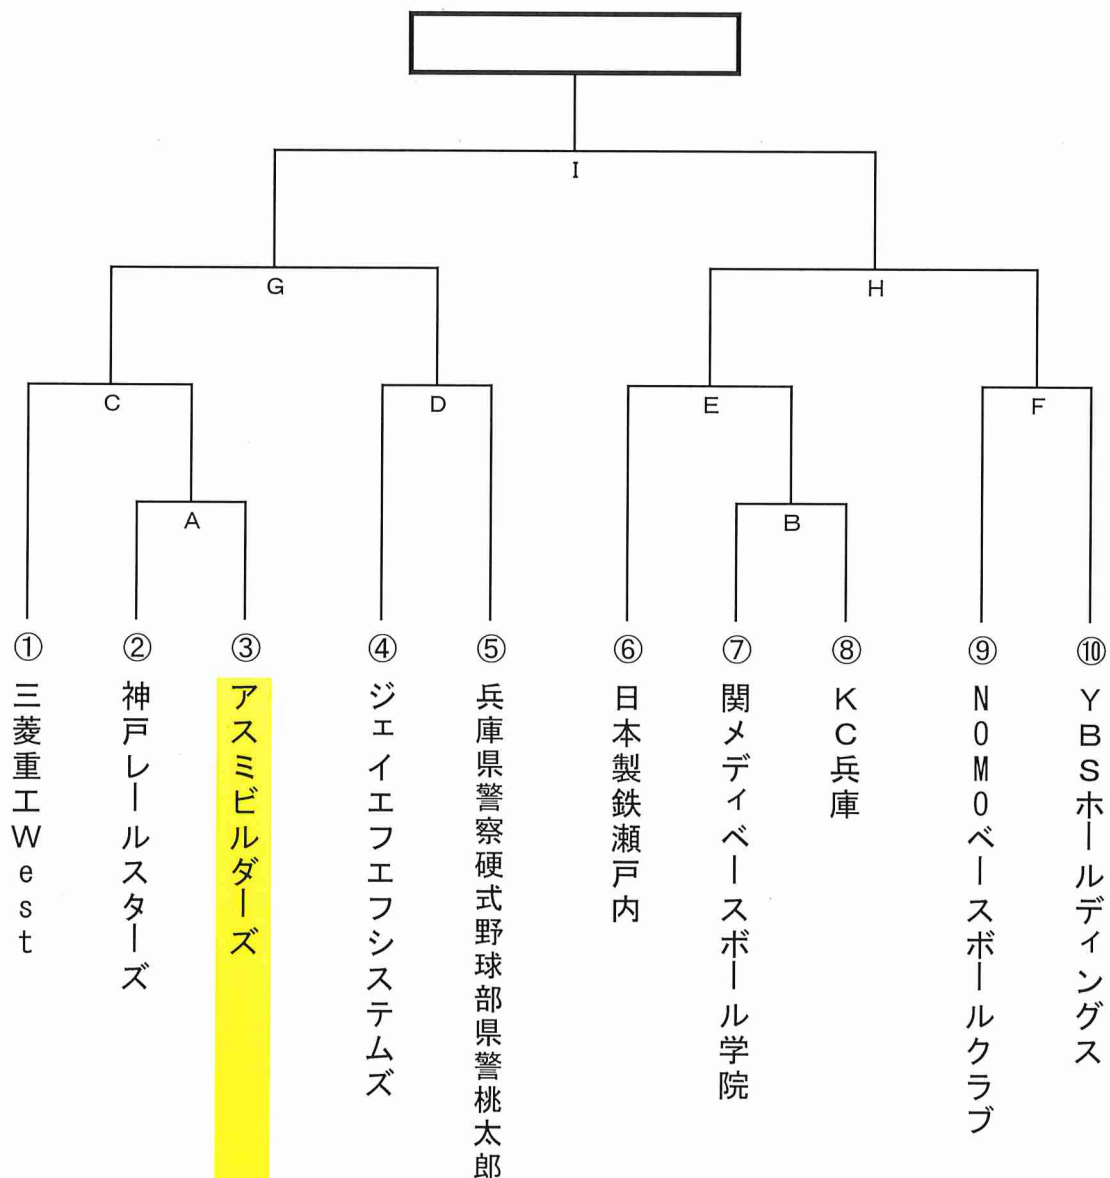 I
G
H
C
D
E
F
A
B
① 三菱重工West
② 神戸レールスターズ
③ アスミビルダーズ
④ ジェイエフエフシステムズ
⑤ 兵庫県警察硬式野球部県警桃太郎
⑥ 日本製鉄瀬戸内
⑦ 関メディベースボール学院
⑧ KC兵庫
⑨ NOMOベースボールクラブ
⑩ YBSホールディングス